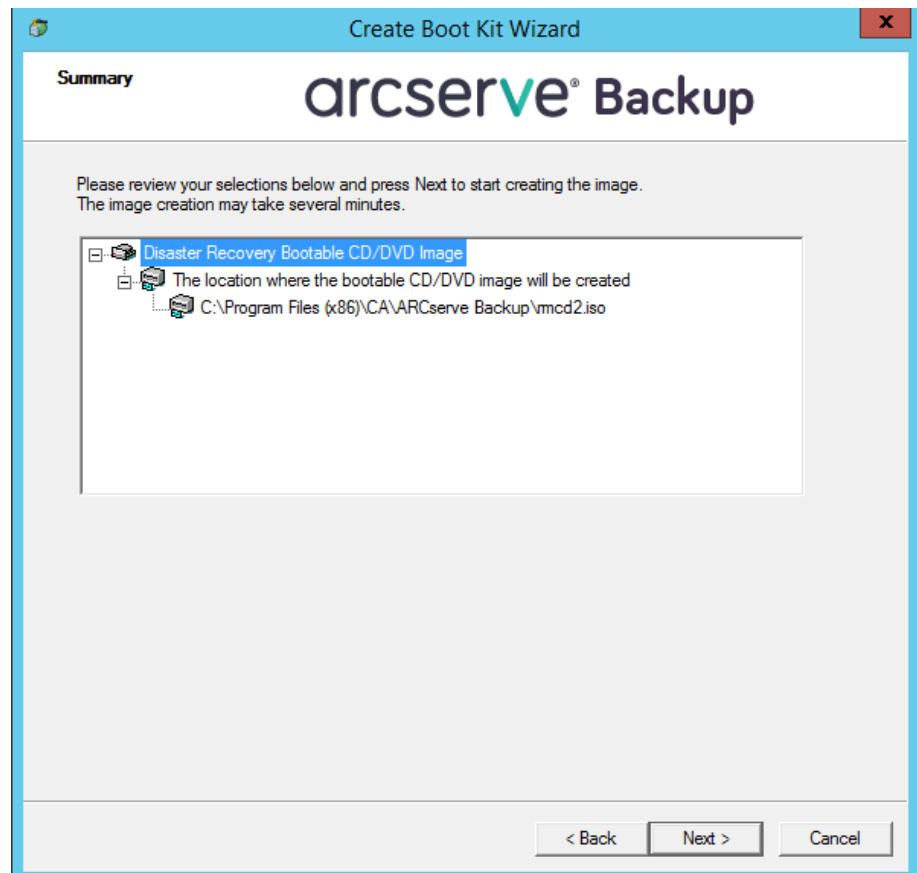 Create Boot Kit Wizard
x
Summary
arcserve® Backup
Please review your selections below and press Next to start creating the image.
The image creation may take several minutes.
Disaster Recovery Bootable CD/DVD Image
The location where the bootable CD/DVD image will be created
C:\Program Files (x86)\CA\ARCserve Backup\rmcd2.iso
< Back
Next >
Cancel